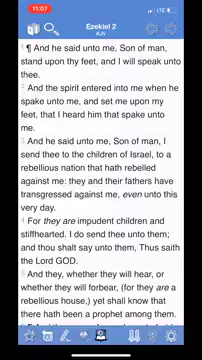 11:07
Ezekiel 2
KJV
1 ¶ And he said unto me, Son of man,
stand upon thy feet, and I will speak unto
thee.
2 And the spirit entered into me when he
spake unto me, and set me upon my
feet, that I heard him that spake unto
me.
3 And he said unto me, Son of man, I
send thee to the children of Israel, to a
rebellious nation that hath rebelled
against me: they and their fathers have
transgressed against me, even unto this
very day.
4 For they are impudent children and
stiffhearted. I do send thee unto them;
and thou shalt say unto them, Thus saith
the Lord GOD.
5 And they, whether they will hear, or
whether they will forbear, (for they are a
rebellious house,) yet shall know that
there hath been a prophet among them.